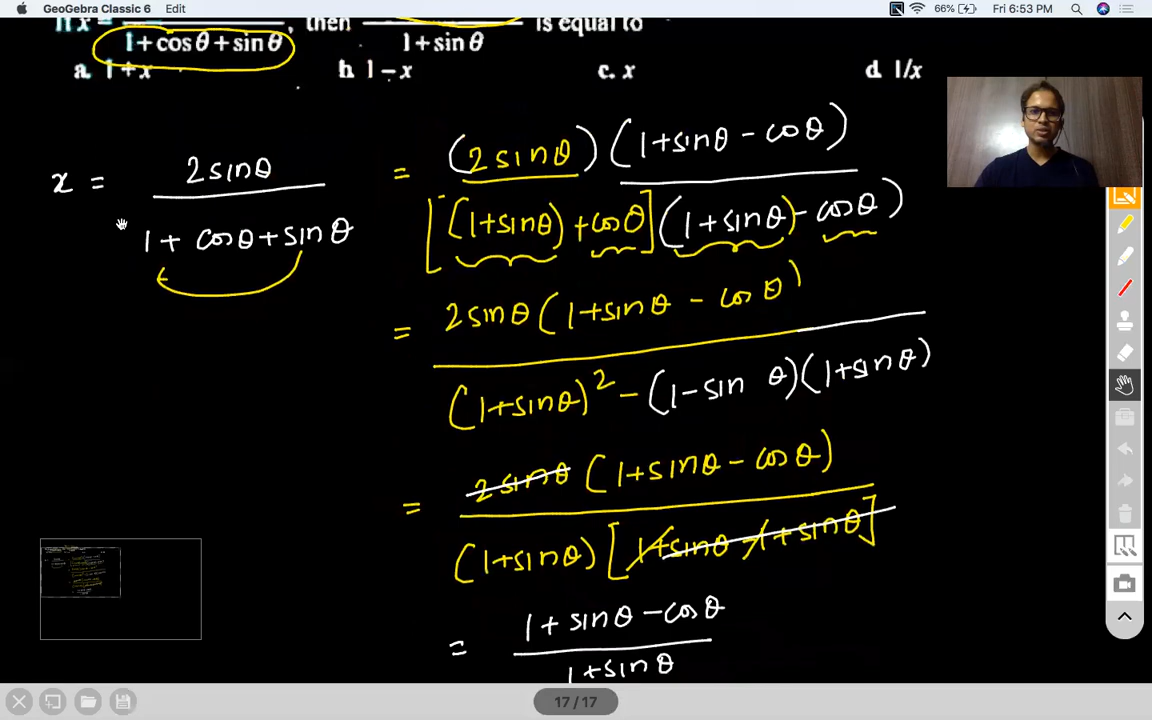 GeoGebra Classic 6 Edit 66% Fri 6:53 PM
If x = , then is equal to
1+cosθ+sinθ 1+sinθ
a. 1+x b. 1−x c. x d. 1/x
x = 2sinθ
1+ cosθ+sinθ
= (2sinθ)(1+sinθ − cosθ)
[(1+sinθ)+cosθ](1+sinθ)−cosθ)
= 2sinθ(1+sinθ − cosθ)
(1+sinθ)² − (1−sin θ)(1+sinθ)
= 2sinθ (1+sinθ − cosθ)
(1+sinθ)[1+sinθ −1+sinθ]
= 1+sinθ −cosθ
1+sinθ
17/17